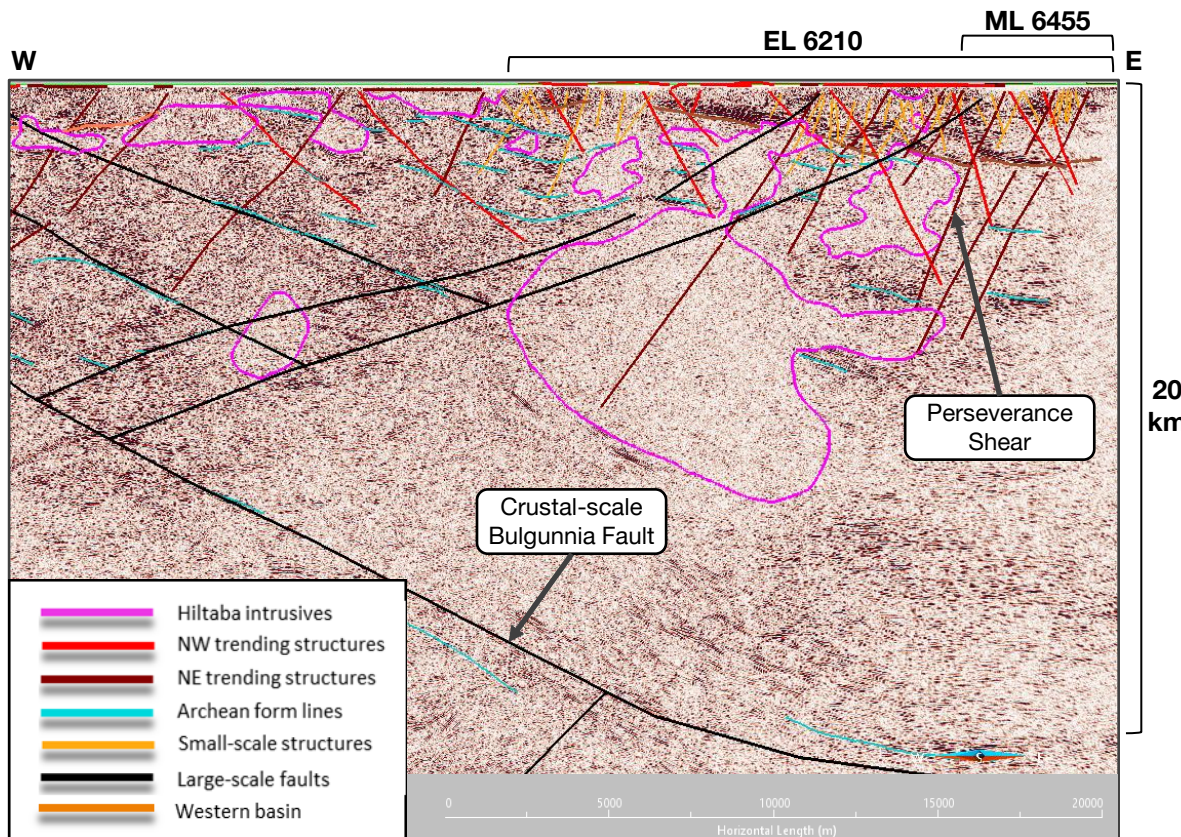 ML 6455
EL 6210
W
E
20
km
Perseverance
Shear
Crustal-scale
Bulgunnia Fault
Hiltaba intrusives
NW trending structures
NE trending structures
Archean form lines
Small-scale structures
Large-scale faults
Western basin
S
0 5000 10000 15000 20000
Horizontal Length (m)